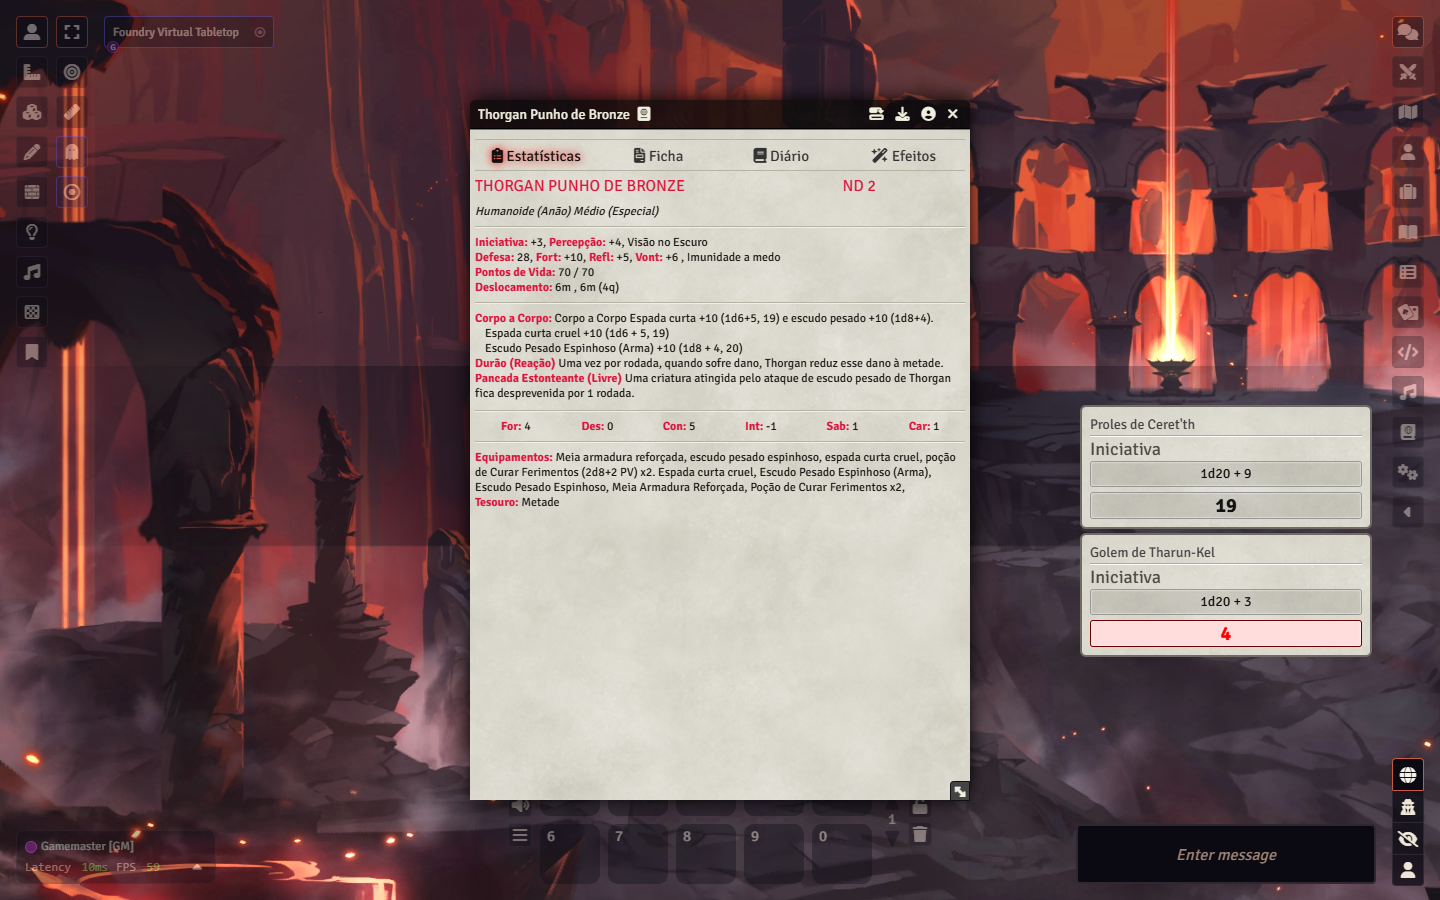 Foundry Virtual Tabletop
G
Thorgan Punho de Bronze
Estatísticas
Ficha
Diário
Efeitos
THORGAN PUNHO DE BRONZE
ND 2
Humanoide (Anão) Médio (Especial)
Iniciativa: +3, Percepção: +4, Visão no Escuro
Defesa: 28, Fort: +10, Refl: +5, Vont: +6 , Imunidade a medo
Pontos de Vida: 70 / 70
Deslocamento: 6m , 6m (4q)
Corpo a Corpo: Corpo a Corpo Espada curta +10 (1d6+5, 19) e escudo pesado +10 (1d8+4).
Espada curta cruel +10 (1d6 + 5, 19)
Escudo Pesado Espinhoso (Arma) +10 (1d8 + 4, 20)
Durão (Reação) Uma vez por rodada, quando sofre dano, Thorgan reduz esse dano à metade.
Pancada Estonteante (Livre) Uma criatura atingida pelo ataque de escudo pesado de Thorgan
fica desprevenida por 1 rodada.
For: 4
Des: 0
Con: 5
Int: -1
Sab: 1
Car: 1
Equipamentos: Meia armadura reforçada, escudo pesado espinhoso, espada curta cruel, poção
de Curar Ferimentos (2d8+2 PV) x2. Espada curta cruel, Escudo Pesado Espinhoso (Arma),
Escudo Pesado Espinhoso, Meia Armadura Reforçada, Poção de Curar Ferimentos x2,
Tesouro: Metade
Proles de Ceret'th
Iniciativa
1d20 + 9
19
Golem de Tharun-Kel
Iniciativa
1d20 + 3
4
6
7
8
9
0
1
Gamemaster [GM]
Latency 10ms FPS 59
Enter message